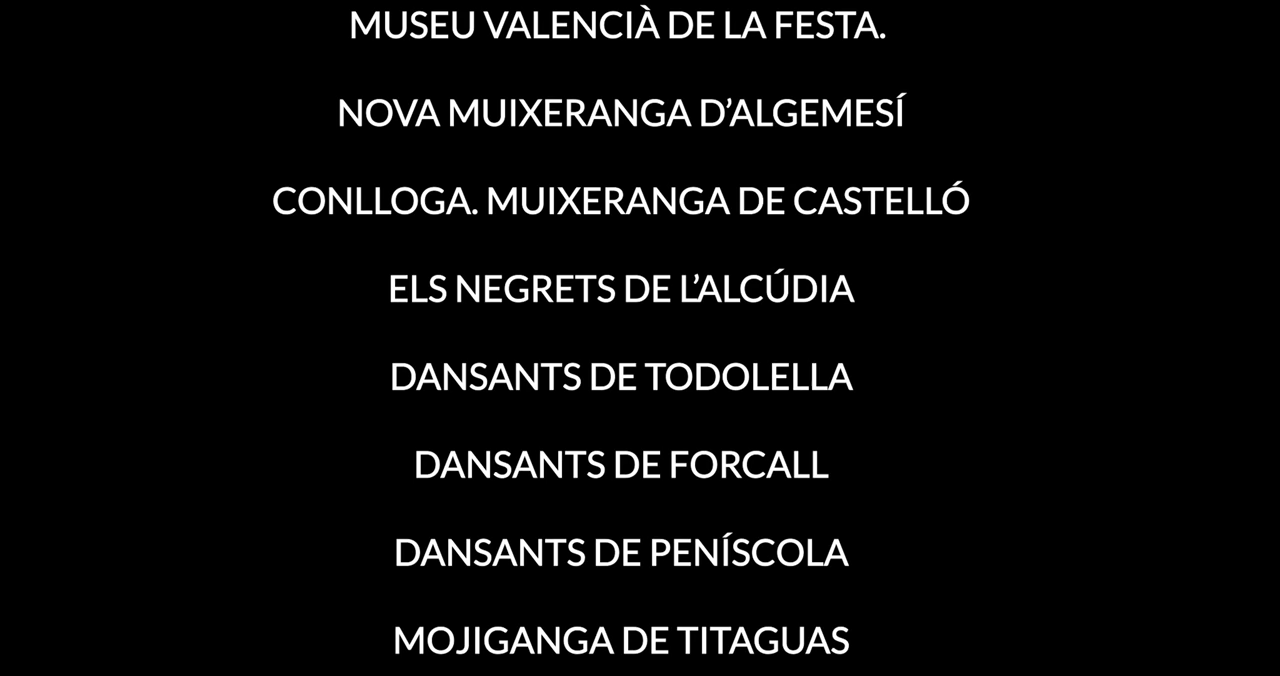 MUSEU VALENCIÀ DE LA FESTA.
NOVA MUIXERANGA D’ALGEMESÍ
CONLLOGA. MUIXERANGA DE CASTELLÓ
ELS NEGRETS DE L’ALCÚDIA
DANSANTS DE TODOLELLA
DANSANTS DE FORCALL
DANSANTS DE PENÍSCOLA
MOJIGANGA DE TITAGUAS